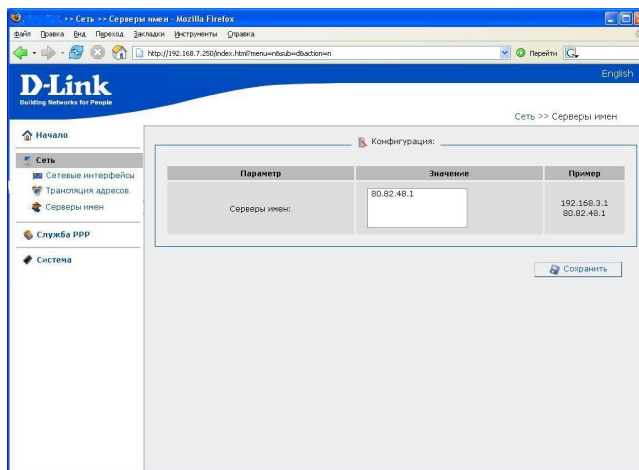 >> Сеть >> Серверы имен - Mozilla Firefox
Файл Правка Вид Переход Закладки Инструменты Справка
http://192.168.7.250/index.html?menu=n&sub=d&action=n
Перейти
English
D-Link
Building Networks for People
Сеть >> Серверы имен
Начало
Сеть
Сетевые интерфейсы
Трансляция адресов
Серверы имен
Служба PPP
Система
Конфигурация:
Параметр Значение Пример
Серверы имен:
80.82.48.1
192.168.3.1
80.82.48.1
Сохранить